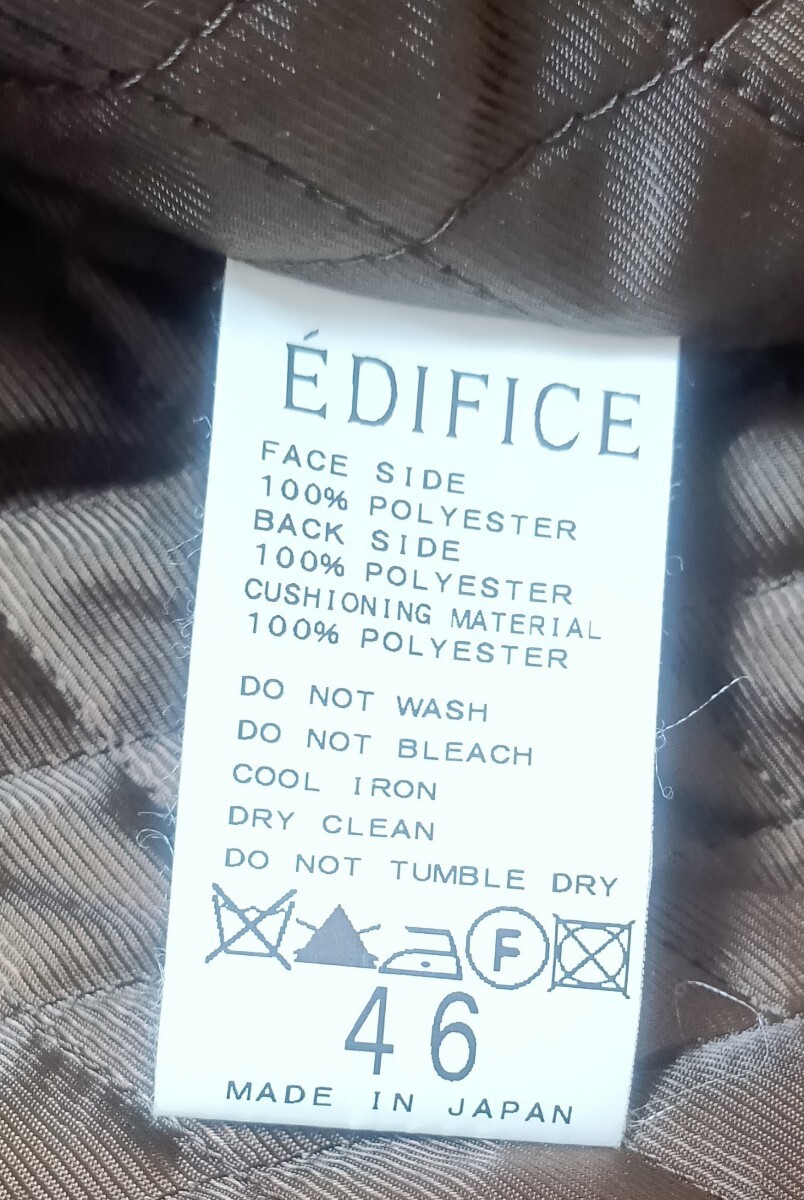 ÉDIFICE
FACE SIDE
100% POLYESTER
BACK SIDE
100% POLYESTER
CUSHIONING MATERIAL
100% POLYESTER
DO NOT WASH
DO NOT BLEACH
COOL IRON
DRY CLEAN
DO NOT TUMBLE DRY
F
46
MADE IN JAPAN